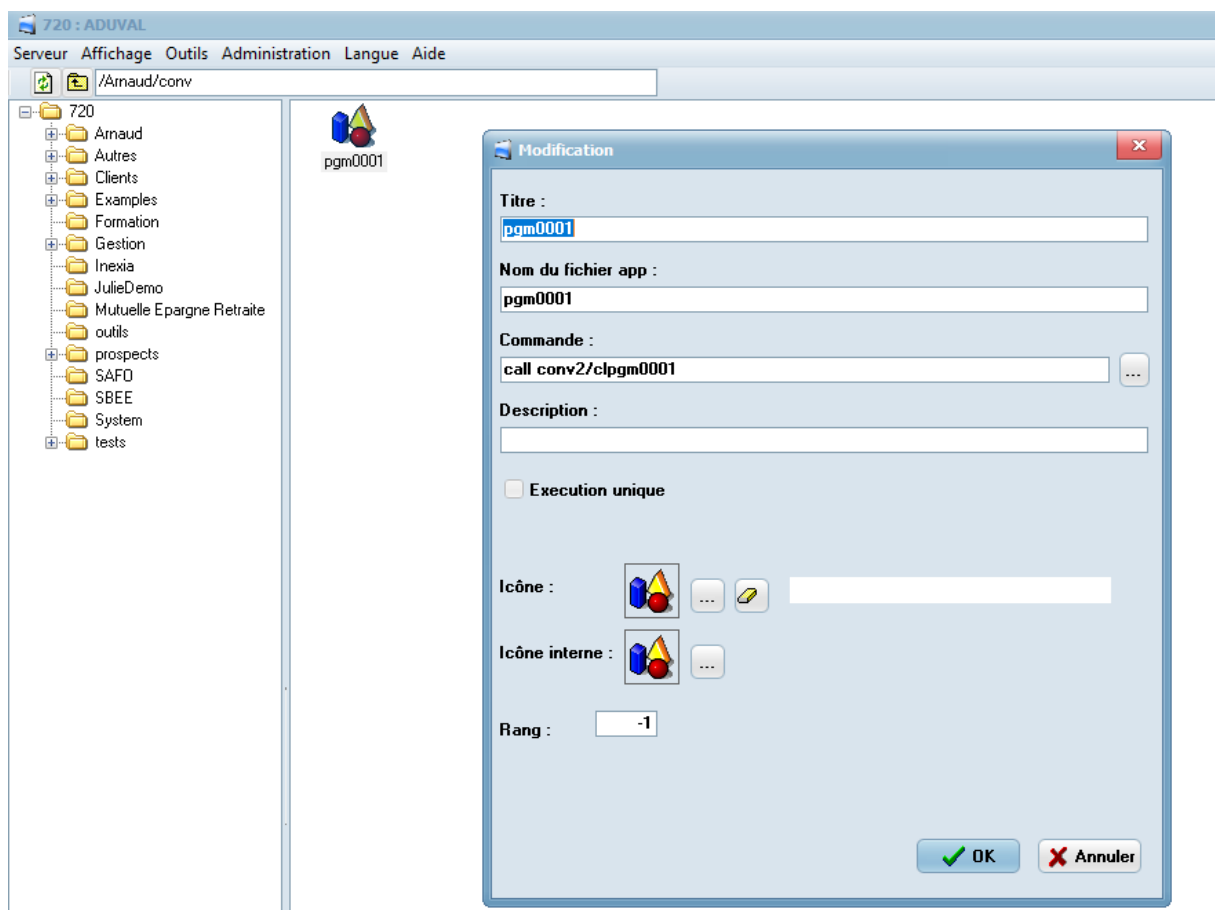 720 : ADUVAL
Serveur Affichage Outils Administration Langue Aide
/Arnaud/conv
720
Arnaud
Autres
Clients
Examples
Formation
Gestion
Inexia
JulieDemo
Mutuelle Epargne Retraite
outils
prospects
SAFO
SBEE
System
tests
pgm0001
Modification
Titre :
pgm0001
Nom du fichier app :
pgm0001
Commande :
call conv2/clpgm0001
...
Description :
Execution unique
Icône :
...
Icône interne :
...
Rang :
-1
OK
Annuler